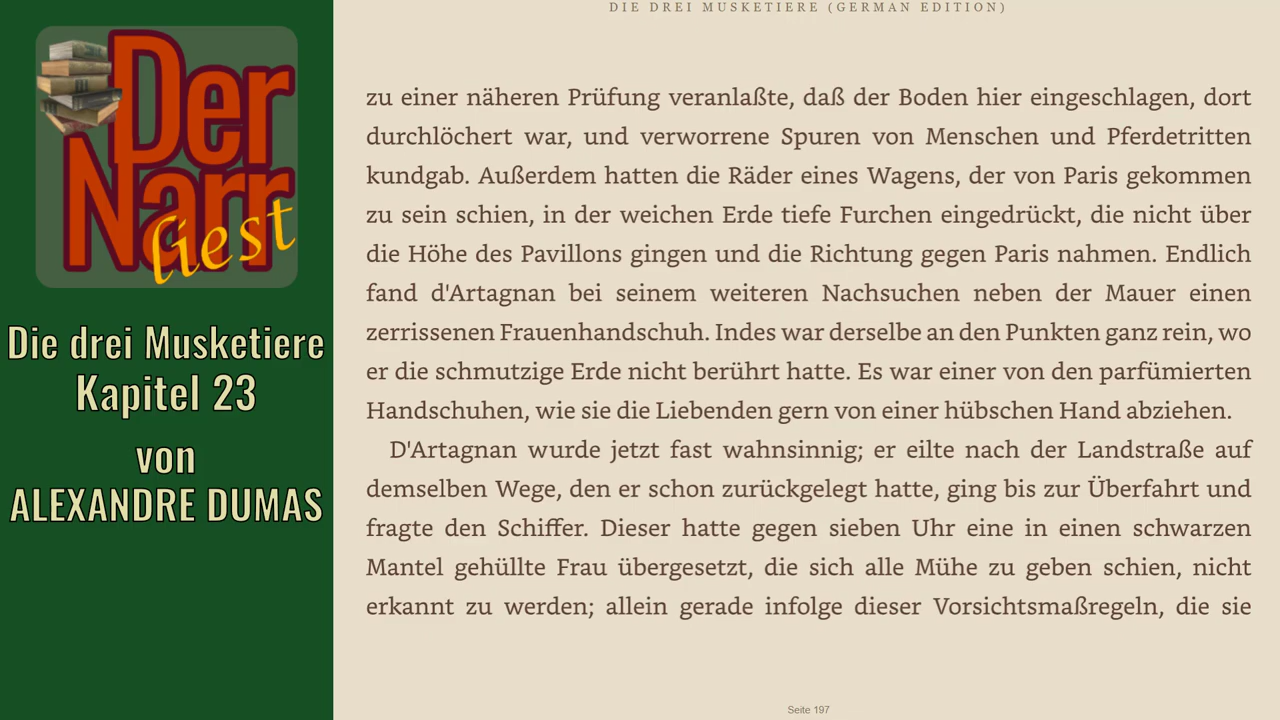 Der
Narr
liest
Die drei Musketiere
Kapitel 23
von
ALEXANDRE DUMAS
DIE DREI MUSKETIERE (GERMAN EDITION)
zu einer näheren Prüfung veranlaßte, daß der Boden hier eingeschlagen, dort
durchlöchert war, und verworrene Spuren von Menschen und Pferdetritten
kundgab. Außerdem hatten die Räder eines Wagens, der von Paris gekommen
zu sein schien, in der weichen Erde tiefe Furchen eingedrückt, die nicht über
die Höhe des Pavillons gingen und die Richtung gegen Paris nahmen. Endlich
fand d'Artagnan bei seinem weiteren Nachsuchen neben der Mauer einen
zerrissenen Frauenhandschuh. Indes war derselbe an den Punkten ganz rein, wo
er die schmutzige Erde nicht berührt hatte. Es war einer von den parfümierten
Handschuhen, wie sie die Liebenden gern von einer hübschen Hand abziehen.
D'Artagnan wurde jetzt fast wahnsinnig; er eilte nach der Landstraße auf
demselben Wege, den er schon zurückgelegt hatte, ging bis zur Überfahrt und
fragte den Schiffer. Dieser hatte gegen sieben Uhr eine in einen schwarzen
Mantel gehüllte Frau übergesetzt, die sich alle Mühe zu geben schien, nicht
erkannt zu werden; allein gerade infolge dieser Vorsichtsmaßregeln, die sie
Seite 197